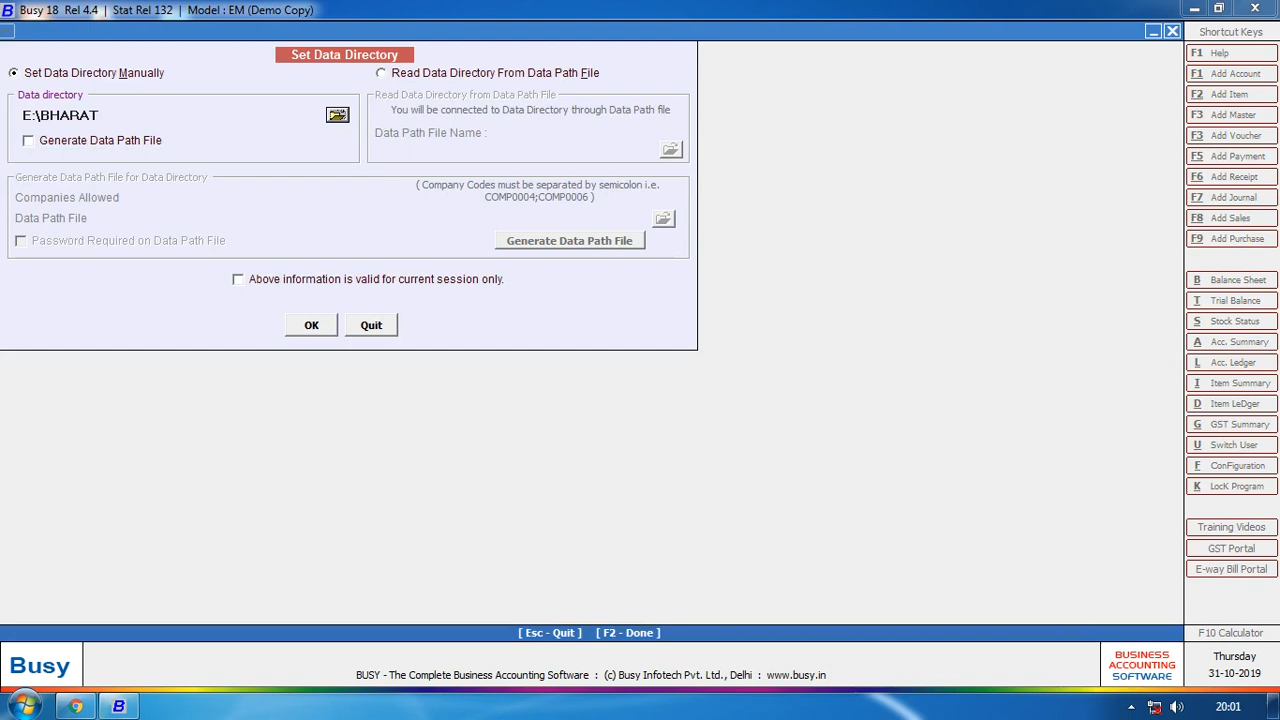 Busy 18 Rel 4.4 | Stat Rel 132 | Model : EM (Demo Copy)
Set Data Directory
Set Data Directory Manually
Read Data Directory From Data Path File
Data directory
E:\BHARAT
Generate Data Path File
Read Data Directory from Data Path File
You will be connected to Data Directory through Data Path file
Data Path File Name :
Generate Data Path File for Data Directory
Companies Allowed
( Company Codes must be separated by semicolon i.e.
COMP0004;COMP0006 )
Data Path File
Password Required on Data Path File
Generate Data Path File
Above information is valid for current session only.
OK
Quit
Shortcut Keys
F1 Help
F1 Add Account
F2 Add Item
F3 Add Master
F3 Add Voucher
F5 Add Payment
F6 Add Receipt
F7 Add Journal
F8 Add Sales
F9 Add Purchase
B Balance Sheet
T Trial Balance
S Stock Status
A Acc. Summary
L Acc. Ledger
I Item Summary
D Item LeDger
G GST Summary
U Switch User
F ConFiguration
K LocK Program
Training Videos
GST Portal
E-way Bill Portal
[ Esc - Quit ] [ F2 - Done ]
F10 Calculator
Busy
BUSY - The Complete Business Accounting Software : (c) Busy Infotech Pvt. Ltd., Delhi : www.busy.in
BUSINESS
ACCOUNTING
SOFTWARE
Thursday
31-10-2019
20:01